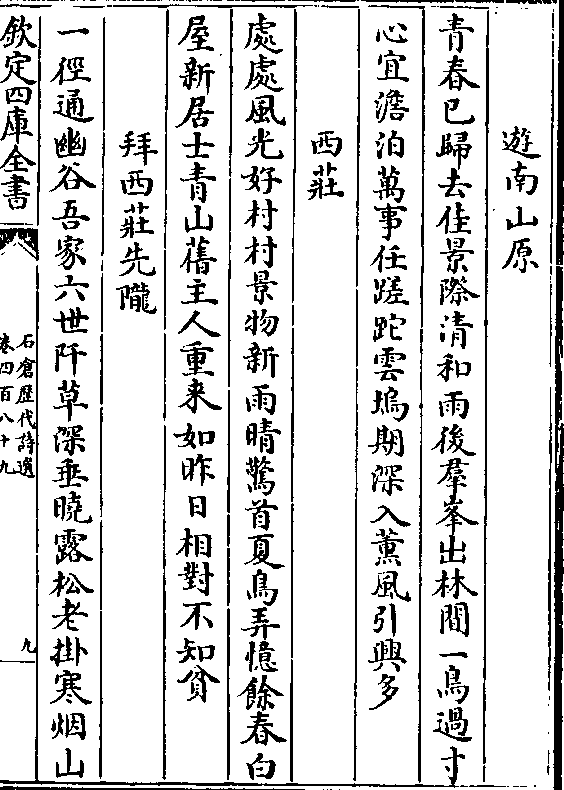 遊南山原
青春已歸去佳景際清和雨後羣峯出林間一鳥過寸
心宜澹泊萬事任蹉跎雲塢期深入薰風引興多
西莊
處處風光好村村景物新雨晴驚首夏鳥弄憶餘春白
屋新居士青山舊主人重来如昨日相對不知貧
拜西莊先隴
一徑通幽谷吾家六世阡草深垂曉露松老掛寒烟山
欽定四庫全書
石倉歷代詩選
卷四百八十九
九